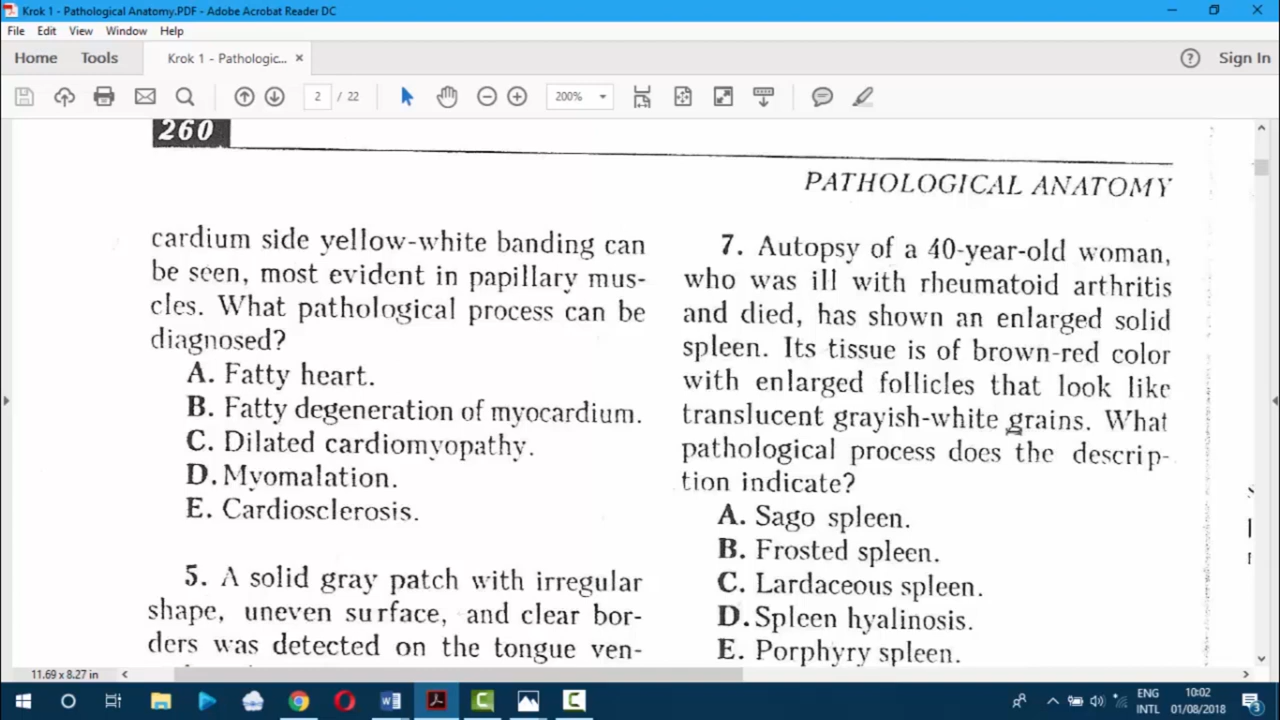 Krok 1 - Pathological Anatomy.PDF - Adobe Acrobat Reader DC
File Edit View Window Help
Home Tools Krok 1 - Pathologic... × Sign In
2 / 22 200%
260
PATHOLOGICAL ANATOMY
cardium side yellow-white banding can
be seen, most evident in papillary mus-
cles. What pathological process can be
diagnosed?
A. Fatty heart.
B. Fatty degeneration of myocardium.
C. Dilated cardiomyopathy.
D. Myomalation.
E. Cardiosclerosis.
5. A solid gray patch with irregular
shape, uneven surface, and clear bor-
ders was detected on the tongue ven-
7. Autopsy of a 40-year-old woman,
who was ill with rheumatoid arthritis
and died, has shown an enlarged solid
spleen. Its tissue is of brown-red color
with enlarged follicles that look like
translucent grayish-white grains. What
pathological process does the descrip-
tion indicate?
A. Sago spleen.
B. Frosted spleen.
C. Lardaceous spleen.
D. Spleen hyalinosis.
E. Porphyry spleen.
11.69 x 8.27 in
ENG 10:02
INTL 01/08/2018 3